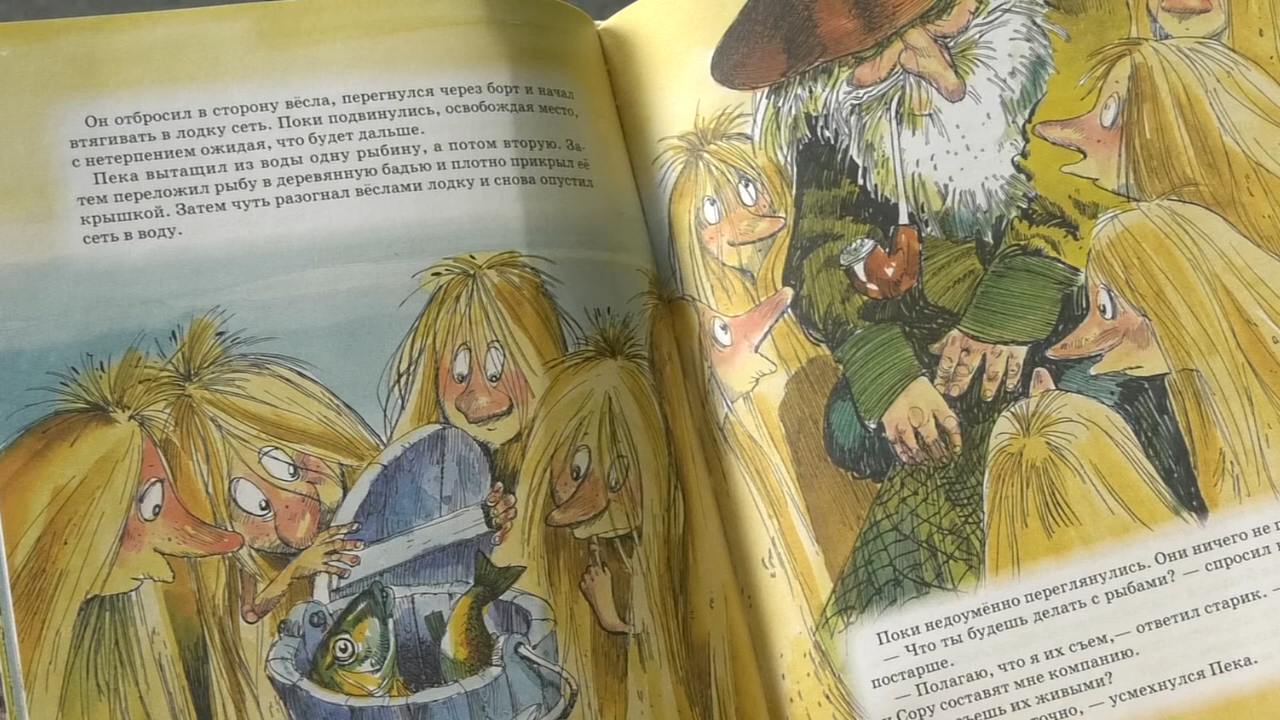 Он отбросил в сторону вёсла, перегнулся через борт и начал
втягивать в лодку сеть. Поки подвинулись, освобождая место,
с нетерпением ожидая, что будет дальше.
Пека вытащил из воды одну рыбину, а потом вторую. За-
тем переложил рыбу в деревянную бадью и плотно прикрыл её
крышкой. Затем чуть разогнал вёслами лодку и снова опустил
сеть в воду.
Поки недоумённо переглянулись. Они ничего не
— Что ты будешь делать с рыбами? — спросил
постарше.
— Полагаю, что я их съем,— ответил старик. —
и Сору составят мне компанию.
их живыми?
— усмехнулся Пека.